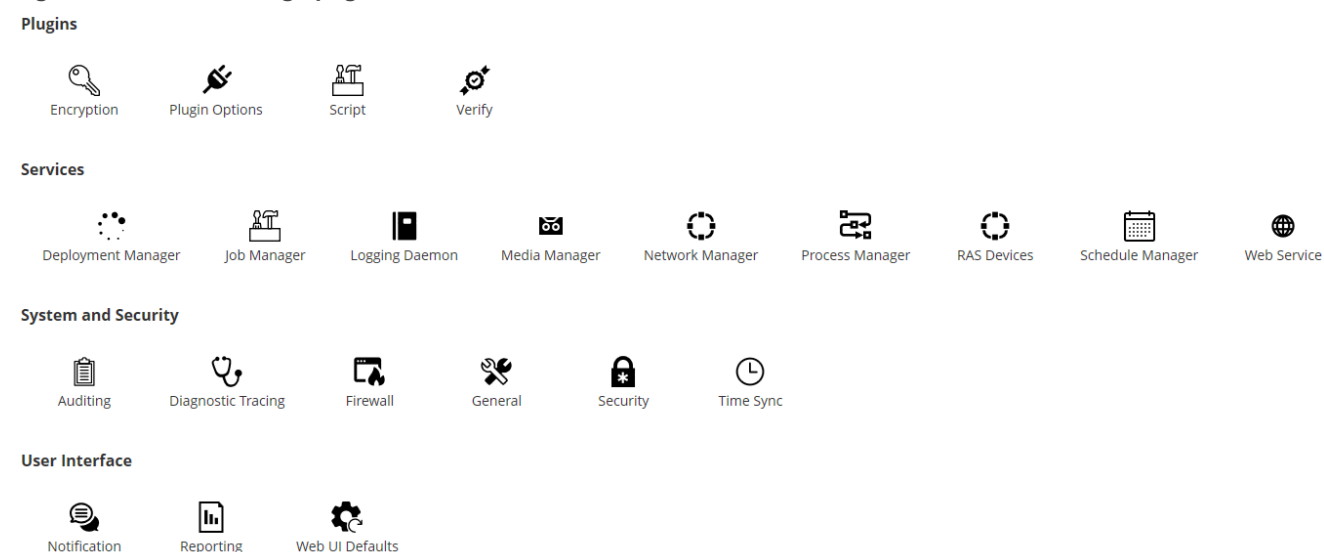 Plugins
Encryption Plugin Options Script Verify
Services
Deployment Manager Job Manager Logging Daemon Media Manager Network Manager Process Manager RAS Devices Schedule Manager Web Service
System and Security
Auditing Diagnostic Tracing Firewall General Security Time Sync
User Interface
Notification Reporting Web UI Defaults